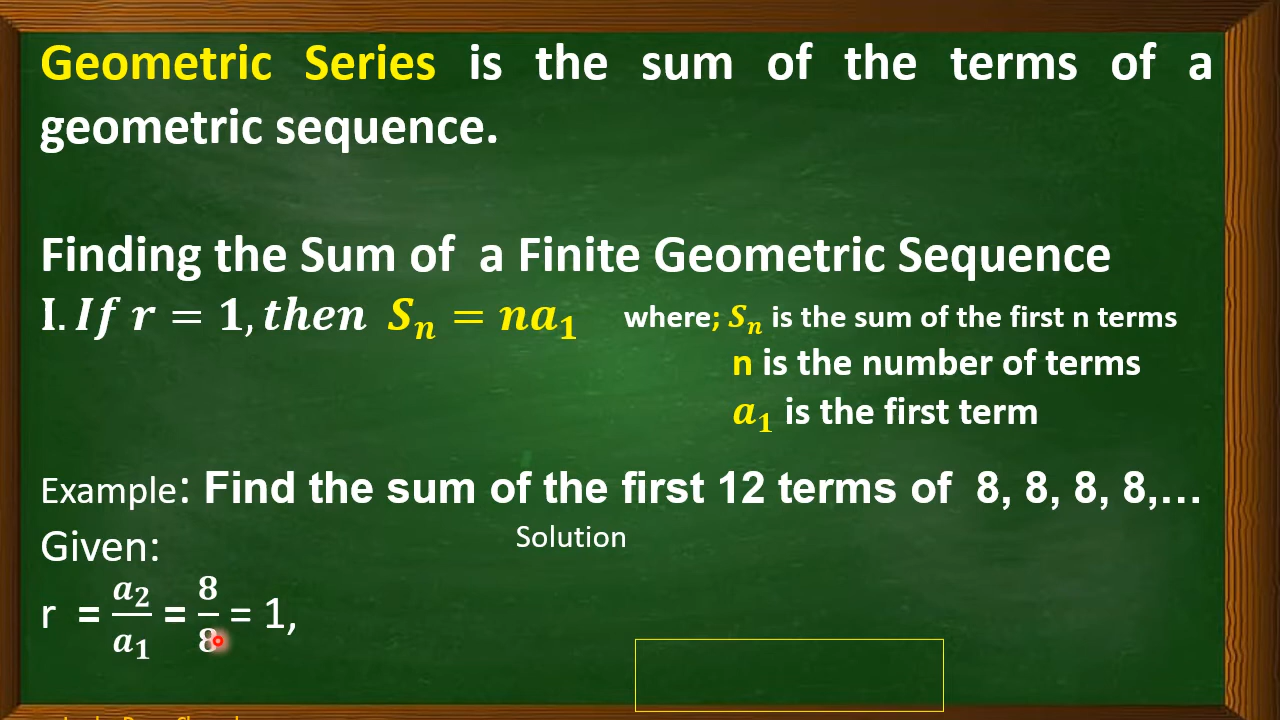 Geometric Series is the sum of the terms of a
geometric sequence.
Finding the Sum of a Finite Geometric Sequence
I. If r = 1, then Sₙ = na₁ where; Sₙ is the sum of the first n terms
n is the number of terms
a₁ is the first term
Example: Find the sum of the first 12 terms of 8, 8, 8, 8,…
Given: Solution
r = a₂/a₁ = 8/8 = 1,